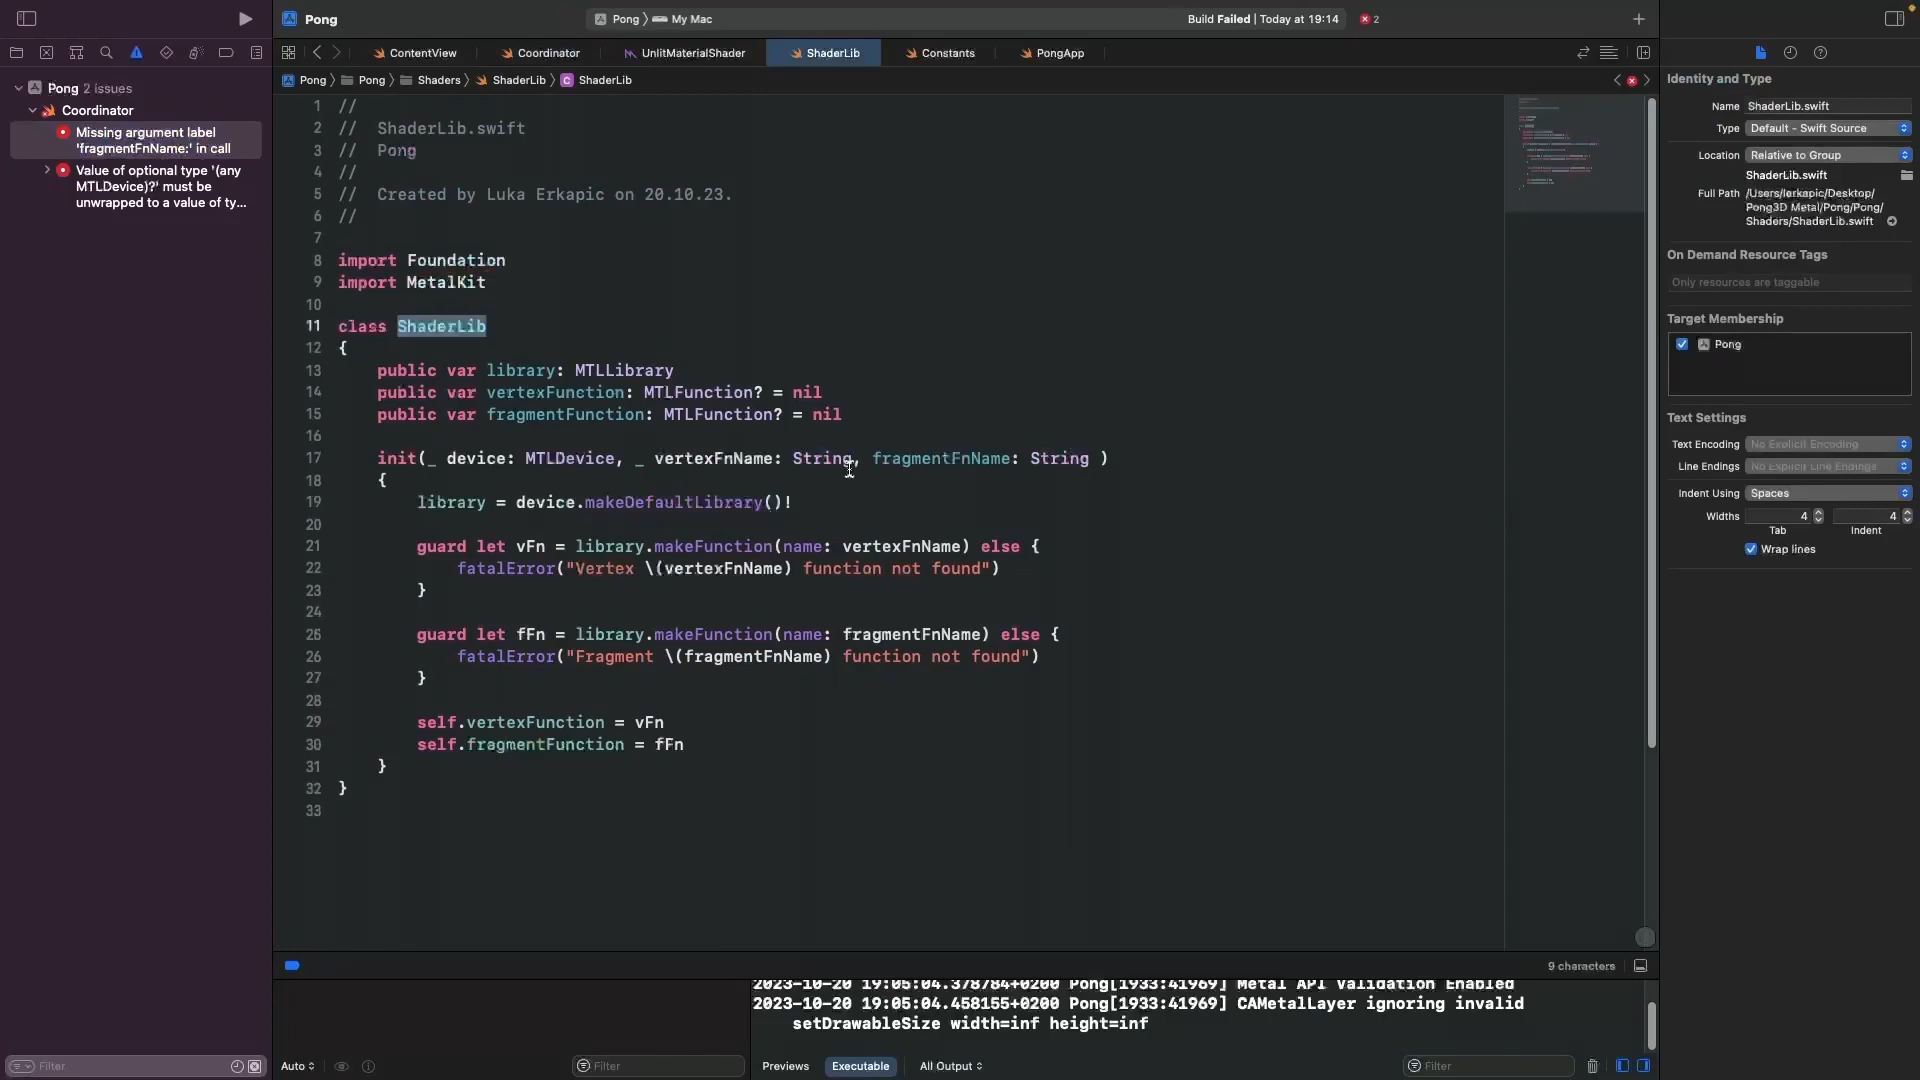 Pong
Pong 〉 My Mac
Build Failed | Today at 19:14
2
ContentView
Coordinator
UnlitMaterialShader
ShaderLib
Constants
PongApp
Pong 〉 Pong 〉 Shaders 〉 ShaderLib 〉 ShaderLib
Pong 2 issues
Coordinator
Missing argument label
'fragmentFnName:' in call
Value of optional type '(any
MTLDevice)?' must be
unwrapped to a value of ty...
Filter
1 //
2 // ShaderLib.swift
3 // Pong
4 //
5 // Created by Luka Erkapic on 20.10.23.
6 //
7
8 import Foundation
9 import MetalKit
10
11 class ShaderLib
12 {
13 public var library: MTLLibrary
14 public var vertexFunction: MTLFunction? = nil
15 public var fragmentFunction: MTLFunction? = nil
16
17 init(_ device: MTLDevice, _ vertexFnName: String, fragmentFnName: String )
18 {
19 library = device.makeDefaultLibrary()!
20
21 guard let vFn = library.makeFunction(name: vertexFnName) else {
22 fatalError("Vertex \(vertexFnName) function not found")
23 }
24
25 guard let fFn = library.makeFunction(name: fragmentFnName) else {
26 fatalError("Fragment \(fragmentFnName) function not found")
27 }
28
29 self.vertexFunction = vFn
30 self.fragmentFunction = fFn
31 }
32 }
33
9 characters
2023-10-20 19:05:04.378784+0200 Pong[1933:41969] Metal API Validation Enabled
2023-10-20 19:05:04.458155+0200 Pong[1933:41969] CAMetalLayer ignoring invalid
setDrawableSize width=inf height=inf
Auto
Filter
Previews
Executable
All Output
Filter
Identity and Type
Name ShaderLib.swift
Type Default - Swift Source
Location Relative to Group
ShaderLib.swift
Full Path /Users/lerkapic/Desktop/
Pong3D Metal/Pong/Pong/
Shaders/ShaderLib.swift
On Demand Resource Tags
Only resources are taggable
Target Membership
Pong
Text Settings
Text Encoding No Explicit Encoding
Line Endings No Explicit Line Endings
Indent Using Spaces
Widths 4 4
Tab Indent
Wrap lines